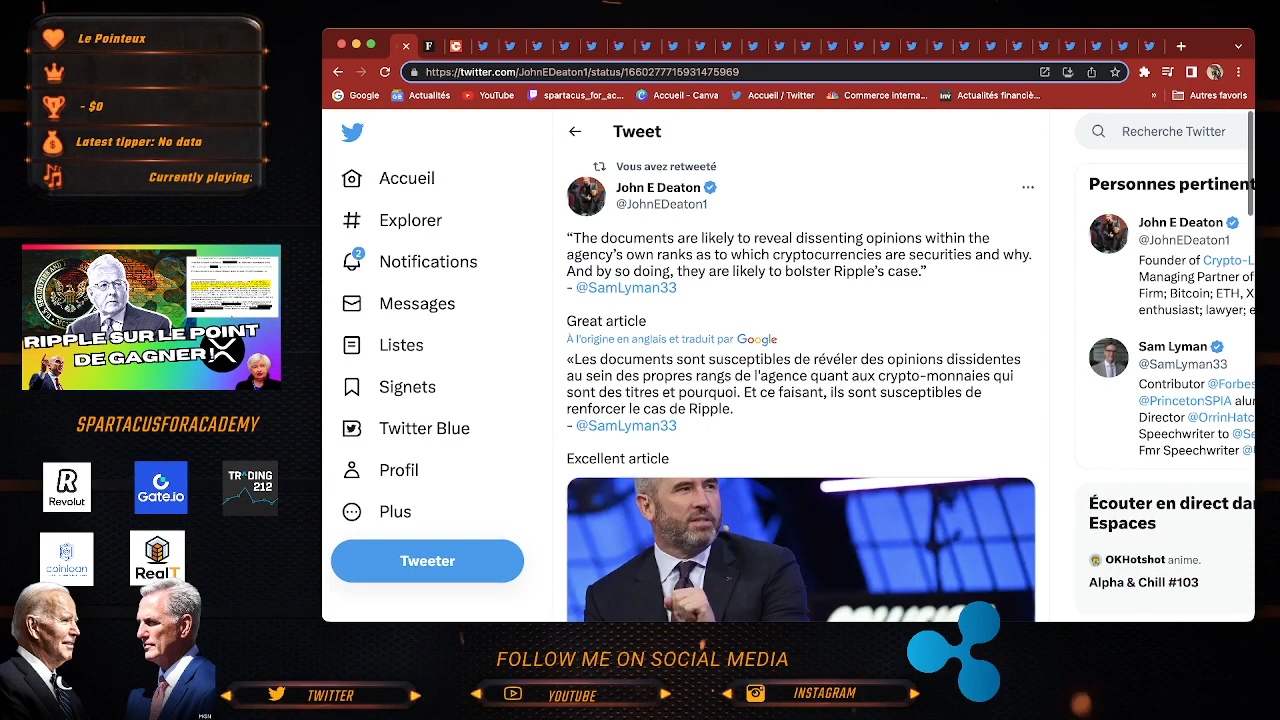 Le Pointeux
- $0
Latest tipper: No data
Currently playing:
RIPPLE SUR LE POINT
DE GAGNER !
SPARTACUSFORACADEMY
R
Revolut
Gate.io
TRADING
212
coinloan
RealT
MGN
https://twitter.com/JohnEDeaton1/status/1660277715931475969
Google
Actualités
YouTube
spartacus_for_ac...
Accueil - Canva
Accueil / Twitter
Commerce interna...
Actualités financiè...
»
Autres favoris
Accueil
Explorer
2
Notifications
Messages
Listes
Signets
Twitter Blue
Profil
Plus
Tweeter
Tweet
Vous avez retweeté
John E Deaton
@JohnEDeaton1
“The documents are likely to reveal dissenting opinions within the
agency’s own ranks as to which cryptocurrencies are securities and why.
And by so doing, they are likely to bolster Ripple’s case.”
- @SamLyman33
Great article
À l'origine en anglais et traduit par Google
«Les documents sont susceptibles de révéler des opinions dissidentes
au sein des propres rangs de l'agence quant aux crypto-monnaies qui
sont des titres et pourquoi. Et ce faisant, ils sont susceptibles de
renforcer le cas de Ripple.
- @SamLyman33
Excellent article
Recherche Twitter
Personnes pertinent
John E Deaton
@JohnEDeaton1
Founder of Crypto-L
Managing Partner of
Firm; Bitcoin; ETH, X
enthusiast; lawyer; e
Sam Lyman
@SamLyman33
Contributor @Forbes
@PrincetonSPIA alu
Director @OrrinHatc
Speechwriter to @Se
Fmr Speechwriter @
Écouter en direct da
Espaces
OKHotshot anime.
Alpha & Chill #103
FOLLOW ME ON SOCIAL MEDIA
TWITTER
YOUTUBE
INSTAGRAM